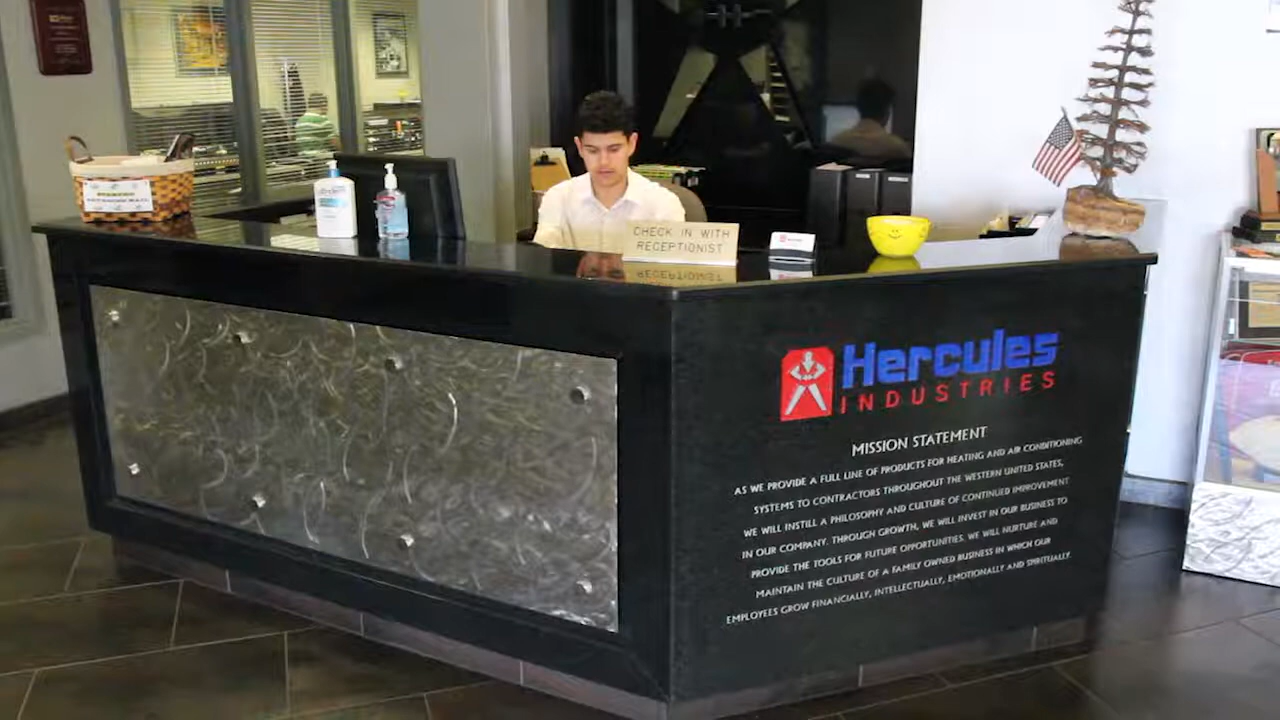 CHECK IN WITH
RECEPTIONIST
Hercules
INDUSTRIES
MISSION STATEMENT
AS WE PROVIDE A FULL LINE OF PRODUCTS FOR HEATING AND AIR CONDITIONING
SYSTEMS TO CONTRACTORS THROUGHOUT THE WESTERN UNITED STATES,
WE WILL INSTILL A PHILOSOPHY AND CULTURE OF CONTINUED IMPROVEMENT
IN OUR COMPANY. THROUGH GROWTH, WE WILL INVEST IN OUR BUSINESS TO
PROVIDE THE TOOLS FOR FUTURE OPPORTUNITIES. WE WILL NURTURE AND
MAINTAIN THE CULTURE OF A FAMILY OWNED BUSINESS IN WHICH OUR
EMPLOYEES GROW FINANCIALLY, INTELLECTUALLY, EMOTIONALLY AND SPIRITUALLY.